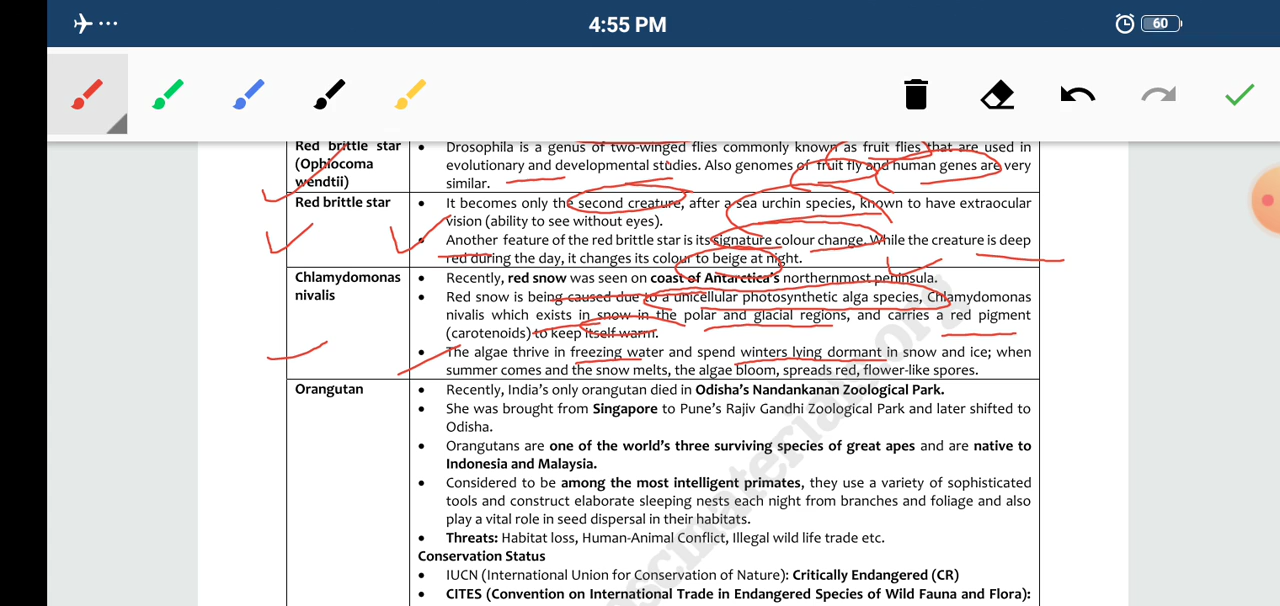 4:55 PM
60
Red brittle star
(Ophiocoma
wendtii)
• Drosophila is a genus of two-winged flies commonly known as fruit flies that are used in
evolutionary and developmental studies. Also genomes of fruit fly and human genes are very
similar.
Red brittle star
• It becomes only the second creature, after a sea urchin species, known to have extraocular
vision (ability to see without eyes).
• Another feature of the red brittle star is its signature colour change. While the creature is deep
red during the day, it changes its colour to beige at night.
Chlamydomonas
nivalis
• Recently, red snow was seen on coast of Antarctica's northernmost peninsula.
• Red snow is being caused due to a unicellular photosynthetic alga species, Chlamydomonas
nivalis which exists in snow in the polar and glacial regions, and carries a red pigment
(carotenoids) to keep itself warm.
• The algae thrive in freezing water and spend winters lying dormant in snow and ice; when
summer comes and the snow melts, the algae bloom, spreads red, flower-like spores.
Orangutan
• Recently, India's only orangutan died in Odisha's Nandankanan Zoological Park.
• She was brought from Singapore to Pune's Rajiv Gandhi Zoological Park and later shifted to
Odisha.
• Orangutans are one of the world's three surviving species of great apes and are native to
Indonesia and Malaysia.
• Considered to be among the most intelligent primates, they use a variety of sophisticated
tools and construct elaborate sleeping nests each night from branches and foliage and also
play a vital role in seed dispersal in their habitats.
• Threats: Habitat loss, Human-Animal Conflict, Illegal wild life trade etc.
Conservation Status
• IUCN (International Union for Conservation of Nature): Critically Endangered (CR)
• CITES (Convention on International Trade in Endangered Species of Wild Fauna and Flora):